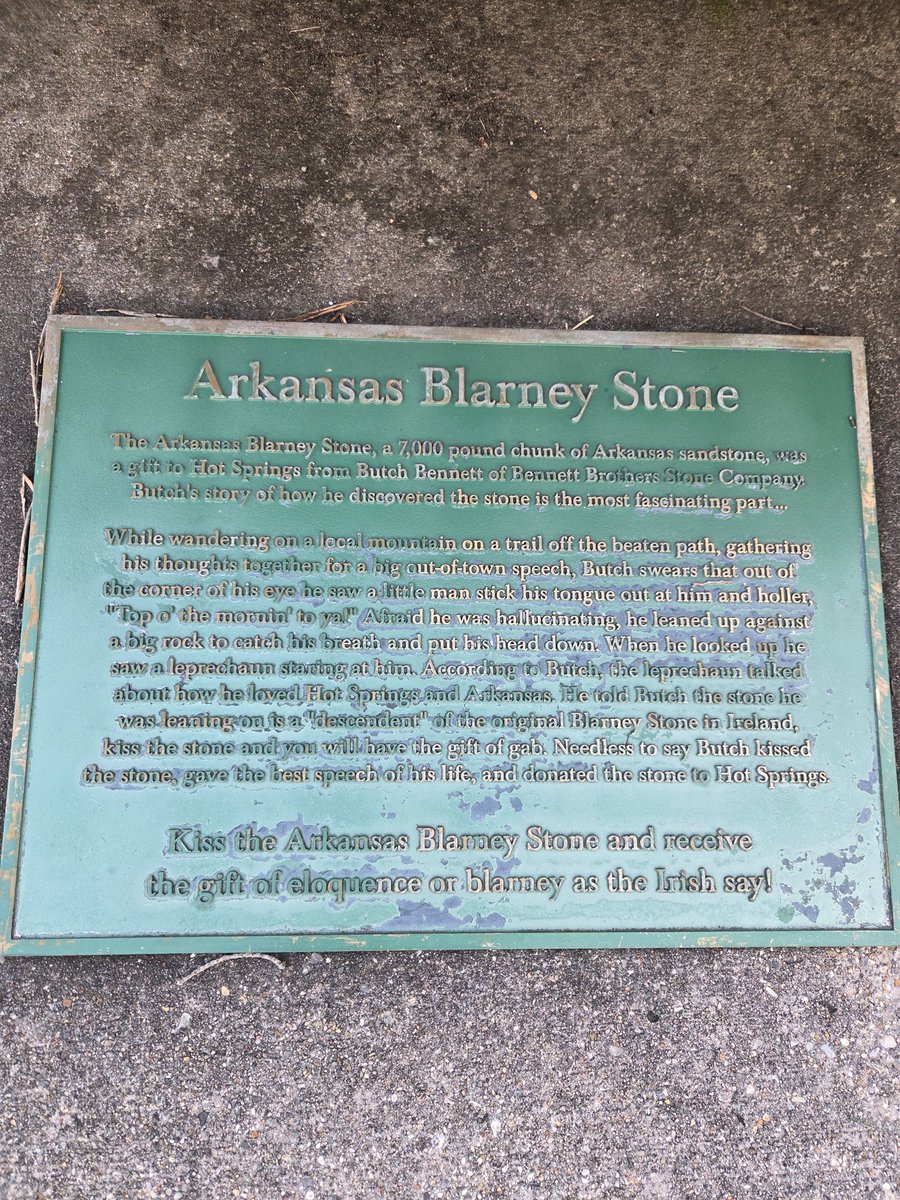 Arkansas Blarney Stone
The Arkansas Blarney Stone, a 7,000 pound chunk of Arkansas sandstone, was
a gift to Hot Springs from Butch Bennett of Bennett Brothers Stone Company.
Butch's story of how he discovered the stone is the most fascinating part...
While wandering on a local mountain on a trail off the beaten path, gathering
his thoughts together for a big out-of-town speech, Butch swears that out of
the corner of his eye he saw a little man stick his tongue out at him and holler,
"Top o' the mornin' to ya!" Afraid he was hallucinating, he leaned up against
a big rock to catch his breath and put his head down. When he looked up he
saw a leprechaun staring at him. According to Butch, the leprechaun talked
about how he loved Hot Springs and Arkansas. He told Butch the stone he
was leaning on is a "descendent" of the original Blarney Stone in Ireland,
kiss the stone and you will have the gift of gab. Needless to say Butch kissed
the stone, gave the best speech of his life, and donated the stone to Hot Springs.
Kiss the Arkansas Blarney Stone and receive
the gift of eloquence or blarney as the Irish say!